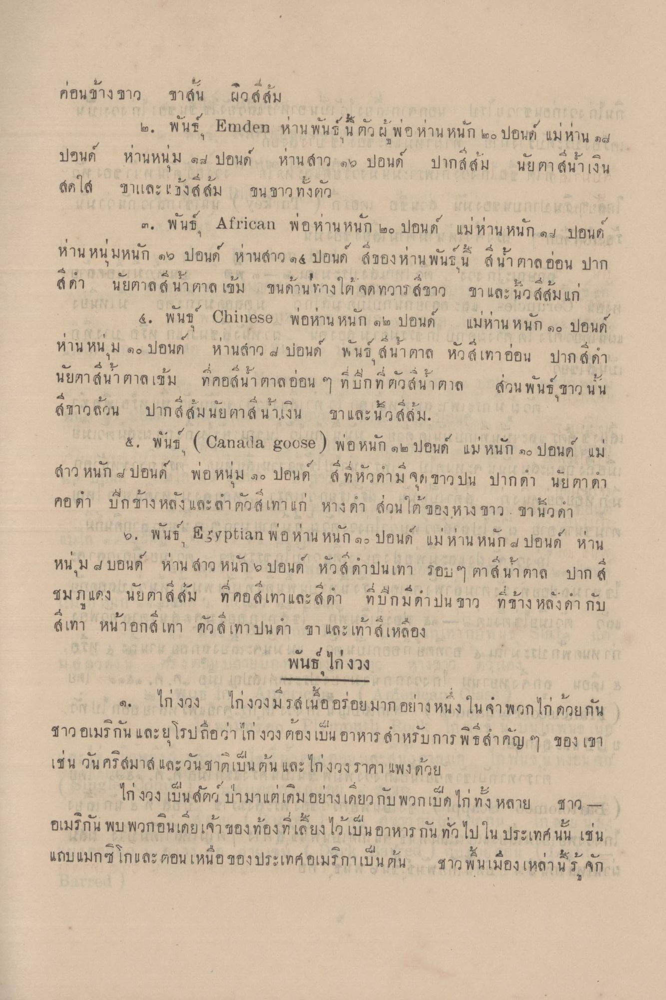 ค่อนข้างขาว ขาสั้น ผิวสีส้ม
๒. พันธุ์ Emden ห่านพันธุ์นี้ตัวผู้พ่อห่านหนัก ๒๐ ปอนด์ แม่ห่าน ๑๘
ปอนด์ ห่านหนุ่ม ๑๘ ปอนด์ ห่านสาว ๑๖ ปอนด์ ปากสีส้ม นัยตาสีน้ำเงิน
สดใส ขาและแข้งสีส้ม ขนขาวทั้งตัว
๓. พันธุ์ African พ่อห่านหนัก ๒๐ ปอนด์ แม่ห่านหนัก ๑๘ ปอนด์
ห่านหนุ่มหนัก ๑๖ ปอนด์ ห่านสาว ๑๔ ปอนด์ สีของห่านพันธุ์นี้ สีน้ำตาลอ่อน ปาก
สีดำ นัยตาลสีน้ำตาลเข้ม ขนด้านทางใต้จดทวารสีขาว ขาและนิ้วสีส้มแก่
๔. พันธุ์ Chinese พ่อห่านหนัก ๑๒ ปอนด์ แม่ห่านหนัก ๑๐ ปอนด์
ห่านหนุ่ม ๑๐ ปอนด์ ห่านสาว ๘ ปอนด์ พันธุ์สีน้ำตาล หัวสีเทาอ่อน ปากสีดำ
นัยตาสีน้ำตาลเข้ม ที่คอสีน้ำตาลอ่อน ๆ ที่ปีกที่ตัวสีน้ำตาล ส่วนพันธุ์ขาวนั้น
สีขาวล้วน ปากสีส้มนัยตาสีน้ำเงิน ขาและนิ้วสีส้ม.
๕. พันธุ์ (Canada goose) พ่อหนัก ๑๒ ปอนด์ แม่หนัก ๑๐ ปอนด์ แม่
สาวหนัก ๘ ปอนด์ พ่อหนุ่ม ๑๐ ปอนด์ สีที่หัวดำมีจุดขาวปน ปากดำ นัยตาดำ
คอดำ ปีกข้างหลังและลำตัวสีเทาแก่ หางดำ ส่วนใต้ของหางขาว ขานิ้วดำ
๖. พันธุ์ Egyptian พ่อห่านหนัก ๑๐ ปอนด์ แม่ห่านหนัก ๘ ปอนด์ ห่าน
หนุ่ม ๘ บอนด์ ห่านสาวหนัก ๖ ปอนด์ หัวสีดำปนเทา รอบๆ ตาสีน้ำตาล ปากสี
ชมภูแดง นัยตาสีส้ม ที่คอสีเทาและสีดำ ที่ปีกมีดำปนขาว ที่ข้างหลังดำกับ
สีเทา หน้าอกสีเทา ตัวสีเทาปนดำ ขาและเท้าสีเหลือง
พันธุ์ไก่งวง
๑. ไก่งวง ไก่งวงมีรสเนื้ออร่อยมากอย่างหนึ่งในจำพวกไก่ด้วยกัน
ชาวอเมริกันและยุโรปถือว่าไก่งวงต้องเป็นอาหารสำหรับการพิธีสำคัญๆ ของเขา
เช่น วันคริสมาสและวันชาติเป็นต้นและไก่งวงราคาแพงด้วย
ไก่งวงเป็นสัตว์ป่ามาแต่เดิมอย่างเดียวกับพวกเป็ดไก่ทั้งหลาย ชาว—
อเมริกันพบพวกอินเดียเจ้าของท้องที่เลี้ยงไว้เป็นอาหารกันทั่วไปในประเทศนั้น เช่น
แถบแมกซิโกและตอนเหนือของประเทศอเมริกาเป็นต้น ชาวพื้นเมืองเหล่านี้รู้จัก